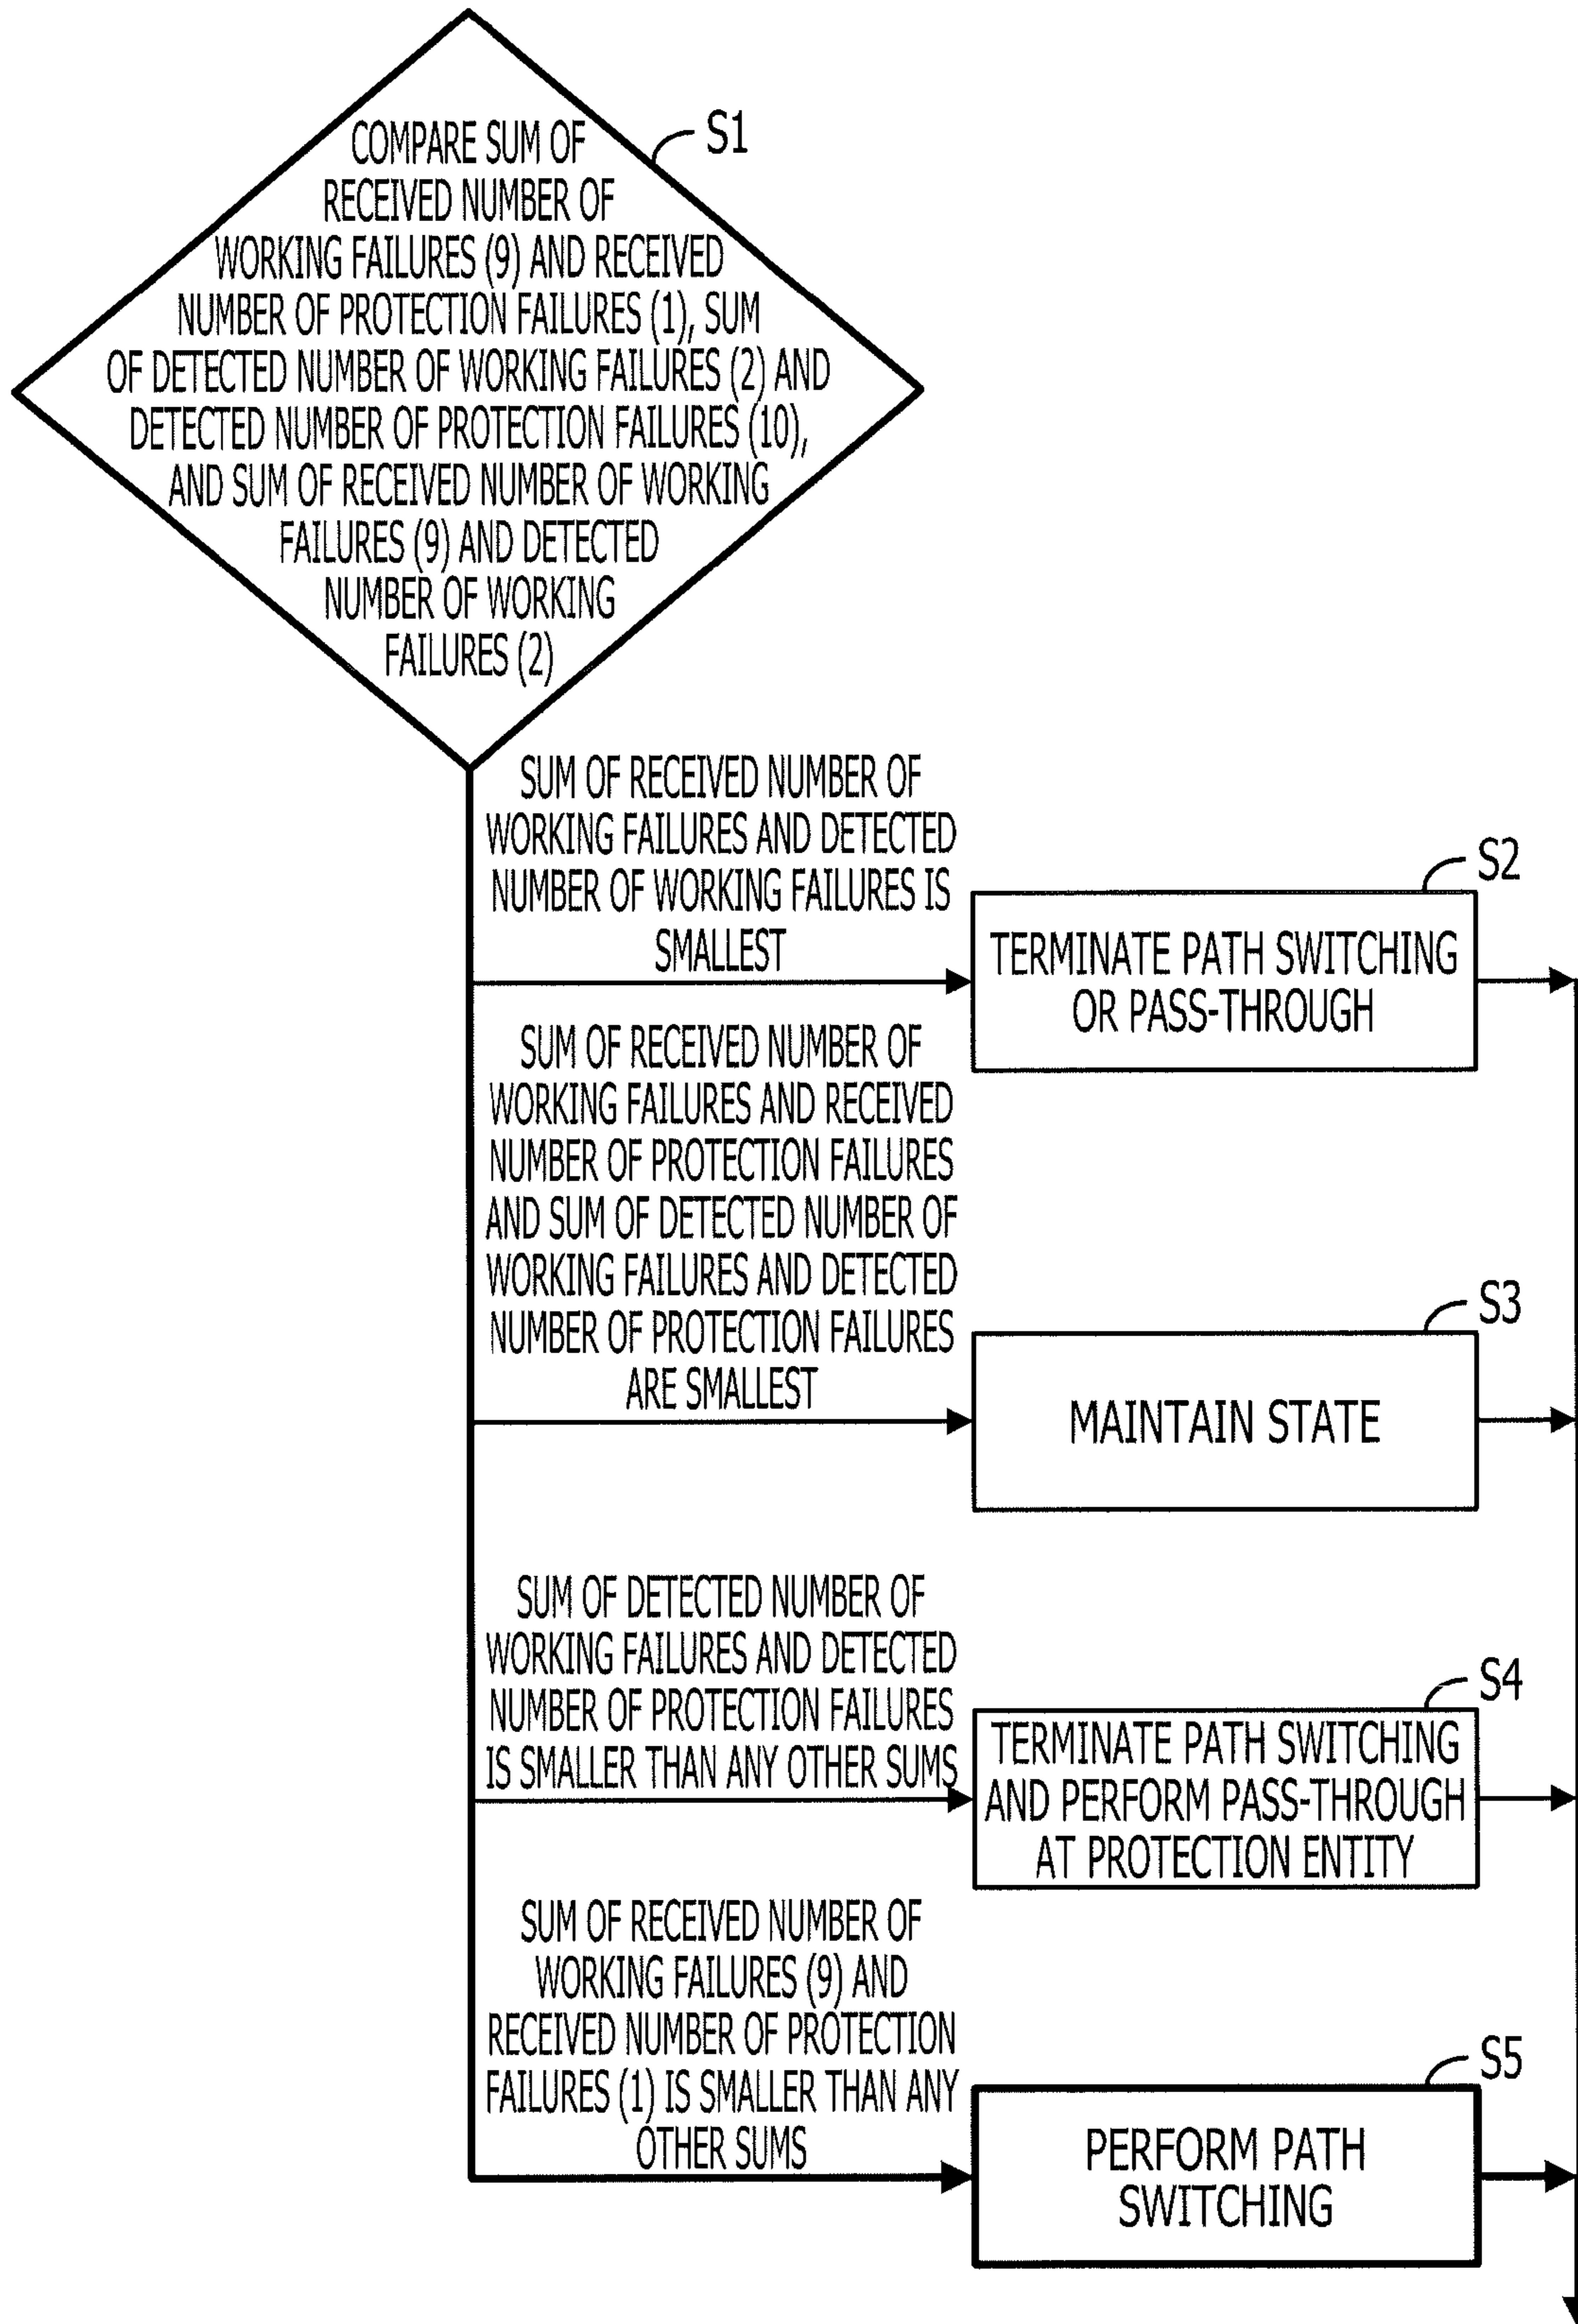 S1
COMPARE SUM OF
RECEIVED NUMBER OF
WORKING FAILURES (9) AND RECEIVED
NUMBER OF PROTECTION FAILURES (1), SUM
OF DETECTED NUMBER OF WORKING FAILURES (2) AND
DETECTED NUMBER OF PROTECTION FAILURES (10),
AND SUM OF RECEIVED NUMBER OF WORKING
FAILURES (9) AND DETECTED
NUMBER OF WORKING
FAILURES (2)
SUM OF RECEIVED NUMBER OF
WORKING FAILURES AND DETECTED
NUMBER OF WORKING FAILURES IS
SMALLEST
S2
TERMINATE PATH SWITCHING
OR PASS-THROUGH
SUM OF RECEIVED NUMBER OF
WORKING FAILURES AND RECEIVED
NUMBER OF PROTECTION FAILURES
AND SUM OF DETECTED NUMBER OF
WORKING FAILURES AND DETECTED
NUMBER OF PROTECTION FAILURES
ARE SMALLEST
S3
MAINTAIN STATE
SUM OF DETECTED NUMBER OF
WORKING FAILURES AND DETECTED
NUMBER OF PROTECTION FAILURES
IS SMALLER THAN ANY OTHER SUMS
S4
TERMINATE PATH SWITCHING
AND PERFORM PASS-THROUGH
AT PROTECTION ENTITY
SUM OF RECEIVED NUMBER OF
WORKING FAILURES (9) AND
RECEIVED NUMBER OF PROTECTION
FAILURES (1) IS SMALLER THAN ANY
OTHER SUMS
S5
PERFORM PATH
SWITCHING